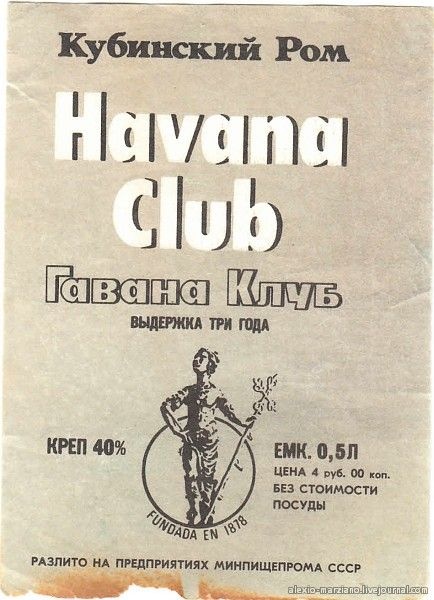 Кубинский Ром
Havana
Club
Гавана Клуб
ВЫДЕРЖКА ТРИ ГОДА
КРЕП 40%
ЕМК. 0,5Л
ЦЕНА 4 руб. 00 коп.
БЕЗ СТОИМОСТИ
ПОСУДЫ
FUNDADA EN 1878
РАЗЛИТО НА ПРЕДПРИЯТИЯХ МИНПИЩЕПРОМА СССР
alexio-marziano.livejournal.com